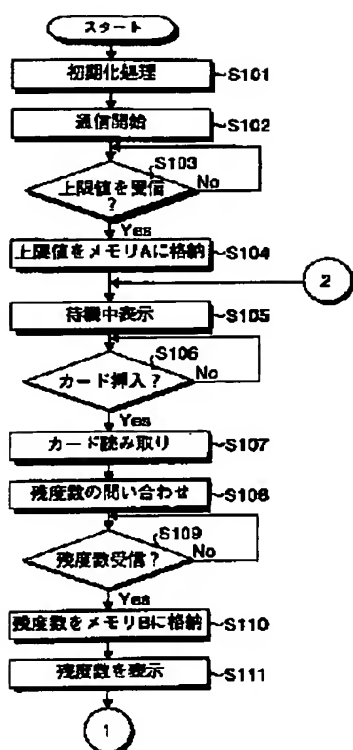 スタート
初期化処理 S101
通信開始 S102
S103
上限値を受信
?
No
Yes
上限値をメモリAに格納 S104
2
待機中表示 S105
S106
カード挿入?
No
Yes
カード読み取り S107
残度数の問い合わせ S108
S109
残度数受信?
No
Yes
残度数をメモリBに格納 S110
残度数を表示 S111
1